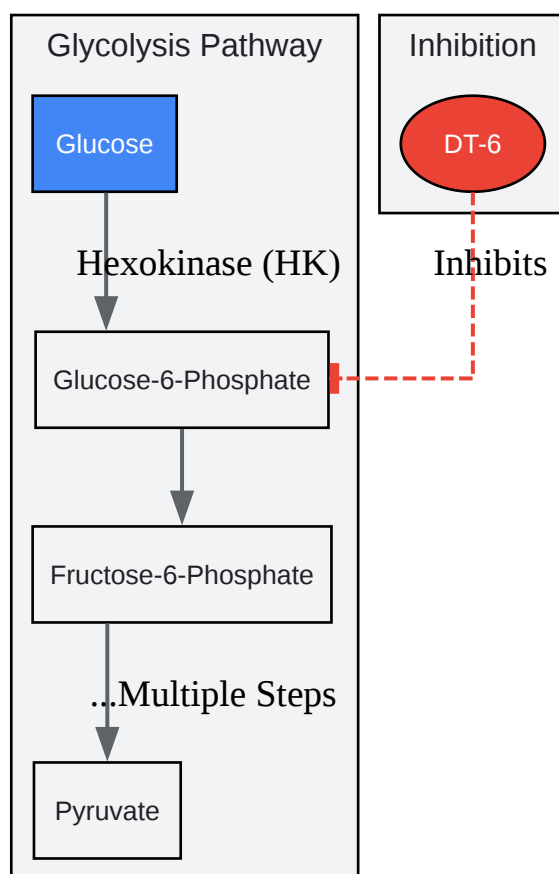 Glycolysis Pathway
Inhibition
Glucose
DT-6
Hexokinase (HK)
Inhibits
Glucose-6-Phosphate
Fructose-6-Phosphate
...Multiple Steps
Pyruvate